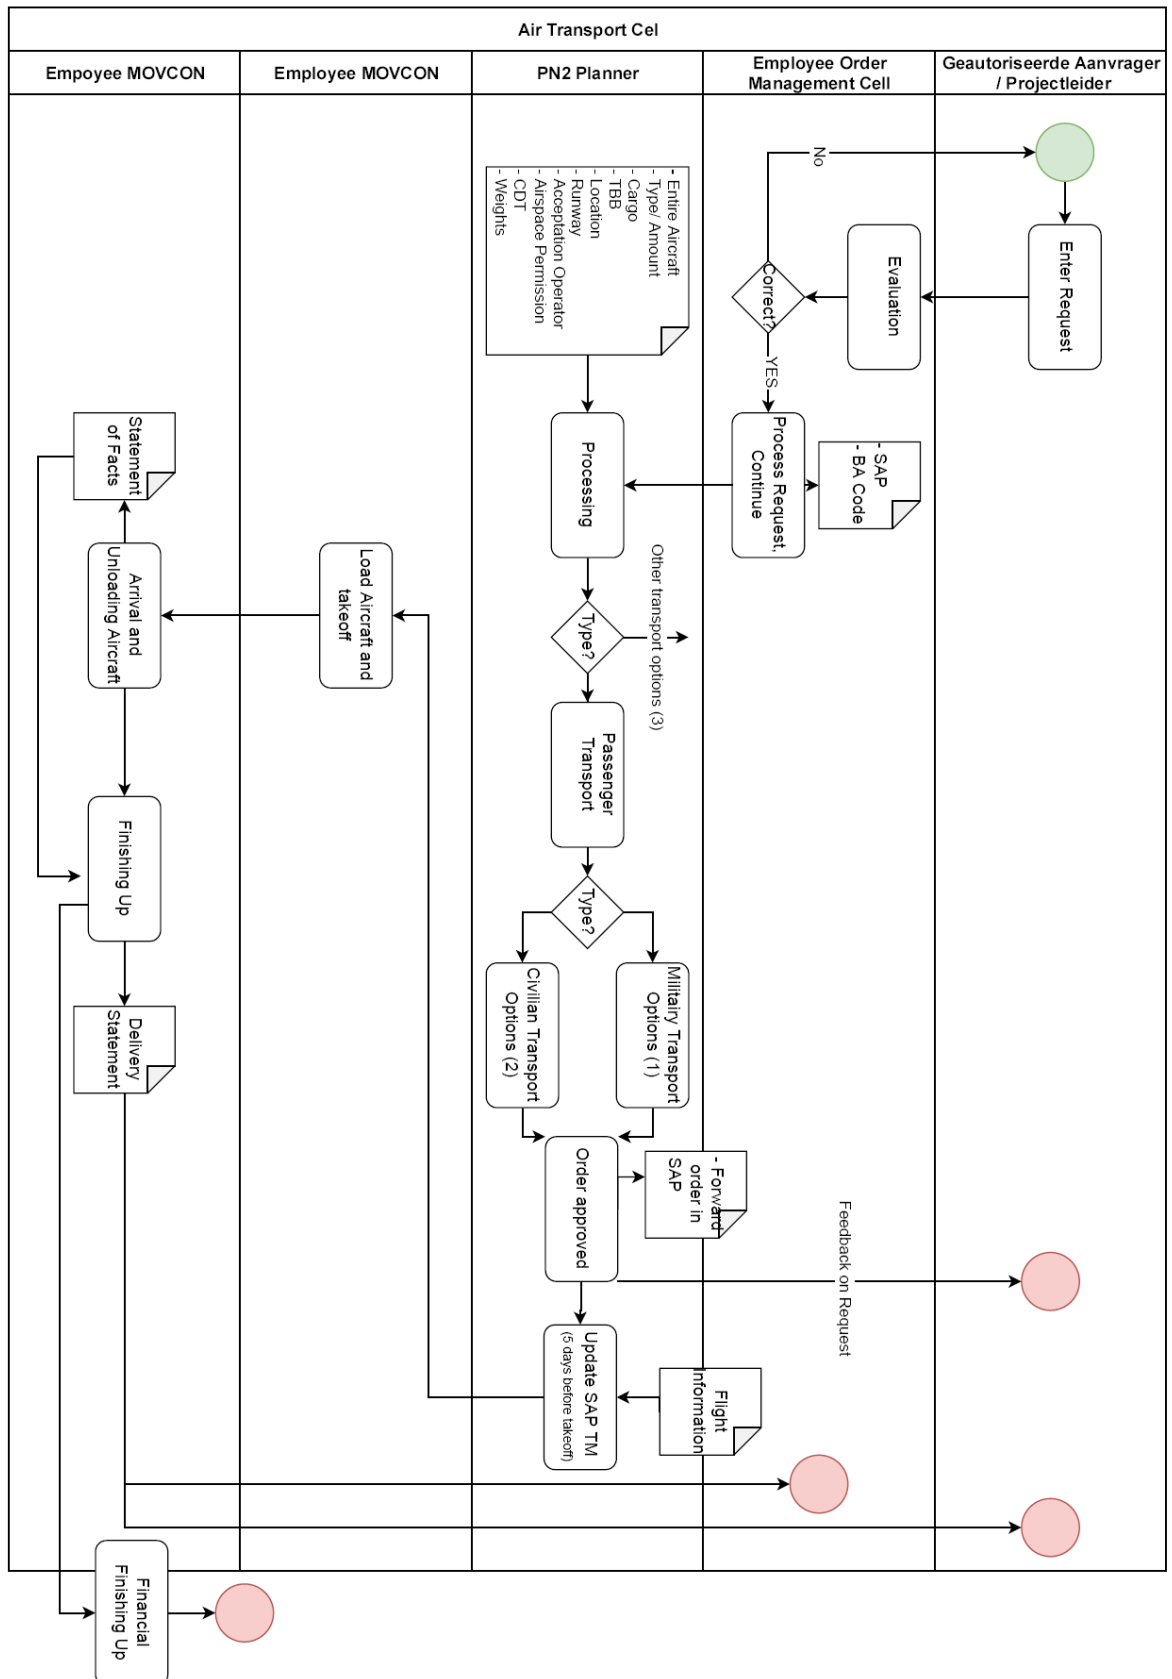 Air Transport Cel
Empoyee MOVCON
Employee MOVCON
PN2 Planner
Employee Order
Management Cell
Geautoriseerde Aanvrager
/ Projectleider
Enter Request
Evaluation
Correct?
No
YES
Process Request,
Continue
- SAP
- BA Code
- Entire Aircraft
- Type/ Amount
- Cargo
- TBB
- Location
- Runway
- Acceptation Operator
- Airspace Permission
- CDT
- Weights
Processing
Type?
Other transport options (3)
Passenger
Transport
Type?
Militairy Transport
Options (1)
Civilian Transport
Options (2)
Order approved
- Forward
order in
SAP
Feedback on Request
Update SAP TM
(5 days before takeoff)
Flight
Information
Load Aircraft and
takeoff
Arrival and
Unloading Aircraft
Statement
of Facts
Finishing Up
Delivery
Statement
Financial
Finishing Up